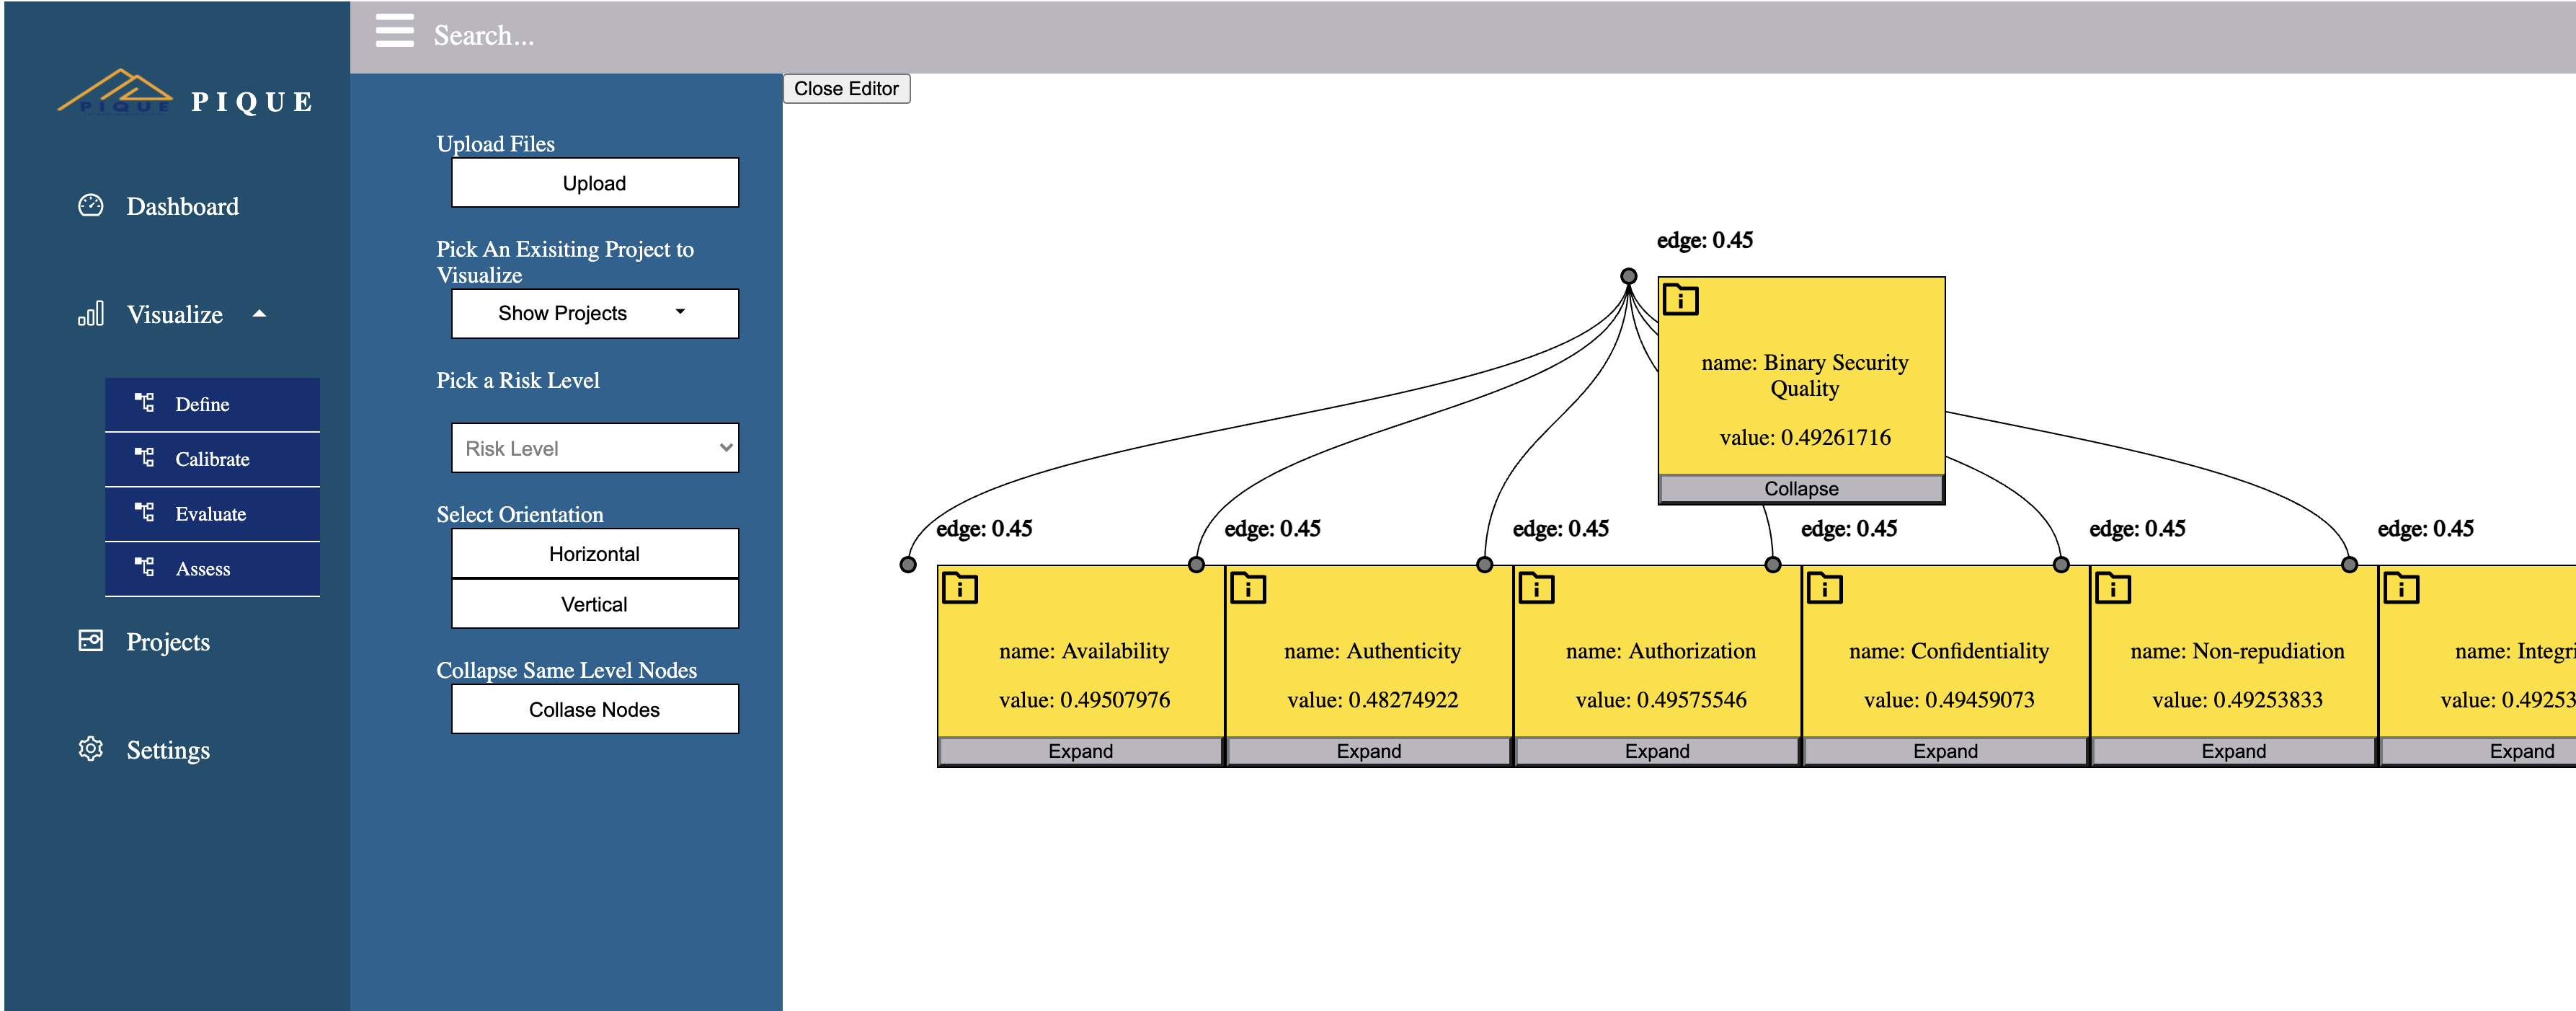 Search...
PIQUE
PIQUE
Dashboard
Visualize
Define
Calibrate
Evaluate
Assess
Projects
Settings
Upload Files
Upload
Pick An Exisiting Project to
Visualize
Show Projects
Pick a Risk Level
Risk Level
Select Orientation
Horizontal
Vertical
Collapse Same Level Nodes
Collase Nodes
Close Editor
edge: 0.45
name: Binary Security
Quality
value: 0.49261716
Collapse
edge: 0.45
name: Availability
value: 0.49507976
Expand
edge: 0.45
name: Authenticity
value: 0.48274922
Expand
edge: 0.45
name: Authorization
value: 0.49575546
Expand
edge: 0.45
name: Confidentiality
value: 0.49459073
Expand
edge: 0.45
name: Non-repudiation
value: 0.49253833
Expand
edge: 0.45
name: Integri
value: 0.49253
Expand